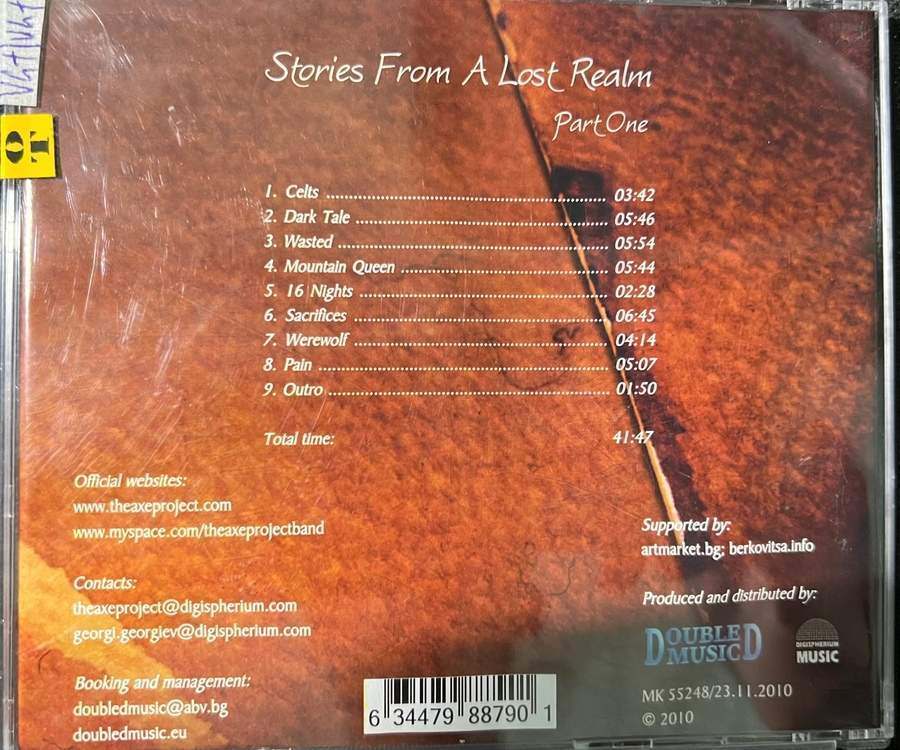 OT
Stories From A Lost Realm
Part One
1. Celts 03:42
2. Dark Tale 05:46
3. Wasted 05:54
4. Mountain Queen 05:44
5. 16 Nights 02:28
6. Sacrifices 06:45
7. Werewolf 04:14
8. Pain 05:07
9. Outro 01:50
Total time: 41:47
Official websites:
www.theaxeproject.com
www.myspace.com/theaxeprojectband
Contacts:
theaxeproject@digispherium.com
georgi.georgiev@digispherium.com
Booking and management:
doubledmusic@abv.bg
doubledmusic.eu
6 34479 88790 1
Supported by:
artmarket.bg; berkovitsa.info
Produced and distributed by:
DOUBLE D MUSIC
DIGISPHERIUM
MUSIC
MK 55248/23.11.2010
© 2010